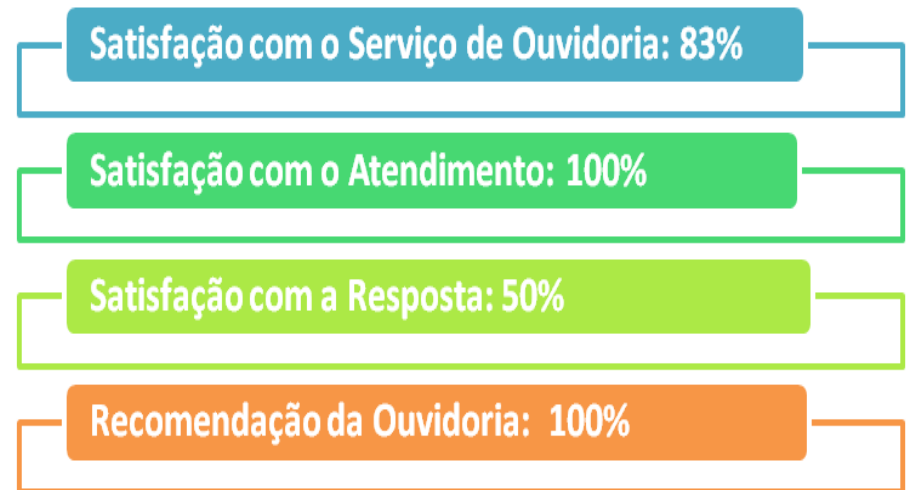 Satisfação com o Serviço de Ouvidoria: 83%
Satisfação com o Atendimento: 100%
Satisfação com a Resposta: 50%
Recomendação da Ouvidoria: 100%